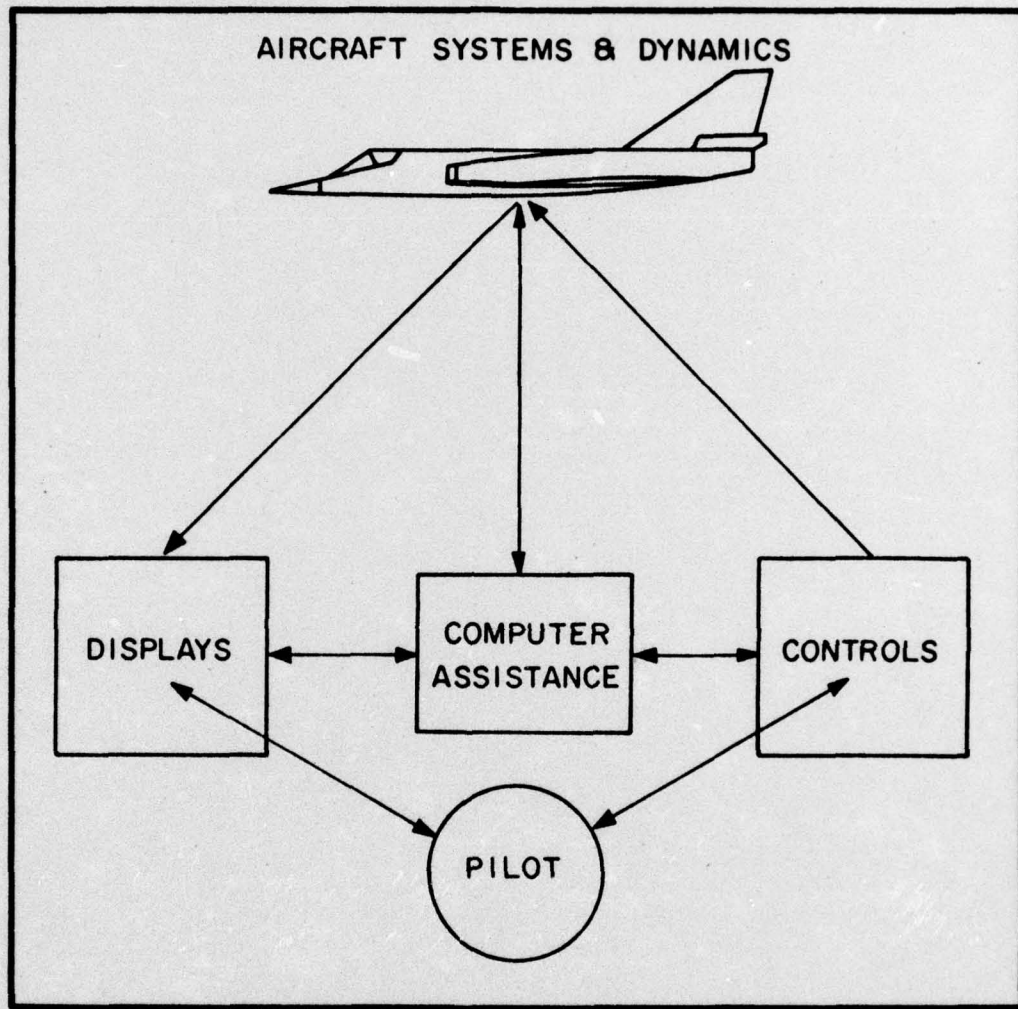 AIRCRAFT SYSTEMS & DYNAMICS
DISPLAYS
COMPUTER
ASSISTANCE
CONTROLS
PILOT